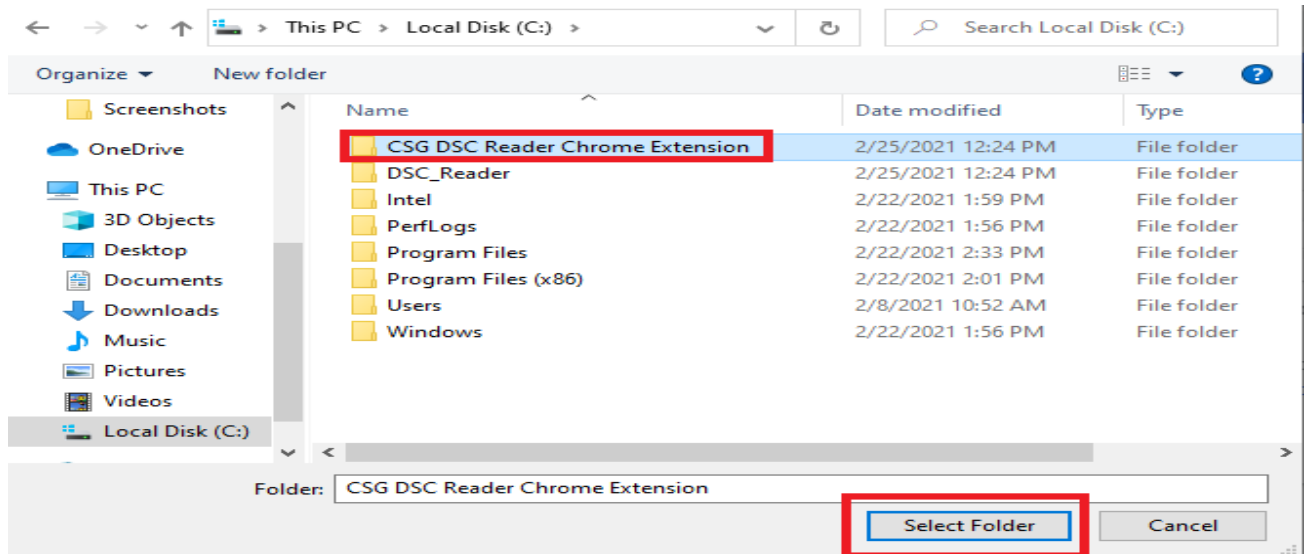 This PC > Local Disk (C:) >
Search Local Disk (C:)
Organize
New folder
?
Name
Date modified
Type
Screenshots
OneDrive
This PC
3D Objects
Desktop
Documents
Downloads
Music
Pictures
Videos
Local Disk (C:)
CSG DSC Reader Chrome Extension 2/25/2021 12:24 PM File folder
DSC_Reader 2/25/2021 12:24 PM File folder
Intel 2/22/2021 1:59 PM File folder
PerfLogs 2/22/2021 1:56 PM File folder
Program Files 2/22/2021 2:33 PM File folder
Program Files (x86) 2/22/2021 2:01 PM File folder
Users 2/8/2021 10:52 AM File folder
Windows 2/22/2021 1:56 PM File folder
Folder: CSG DSC Reader Chrome Extension
Select Folder
Cancel